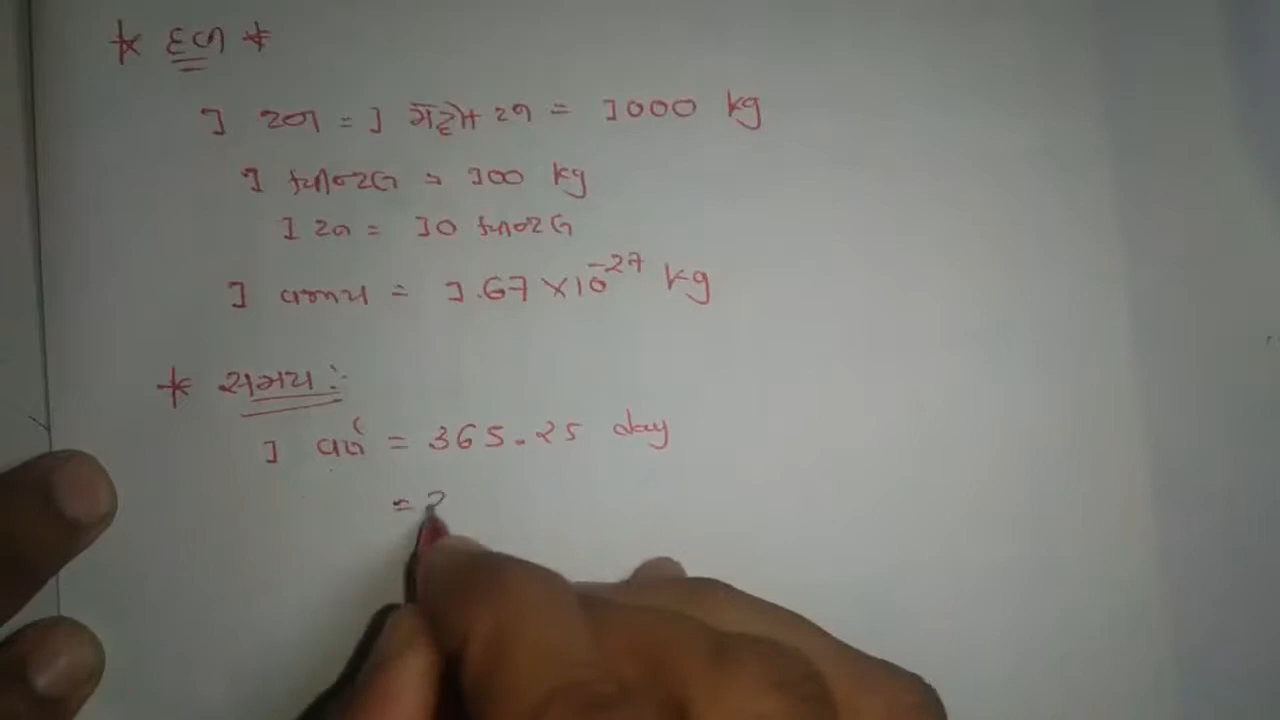 * દળ *
1 ટન = 1 મેટ્રીક ટન = 1000 kg
1 ક્વીન્ટલ = 100 kg
1 ટન = 10 ક્વીન્ટલ
1 = 1.67 × 10⁻²⁷ kg
* સમય :-
1 વર્ષ = 365.25 day
=